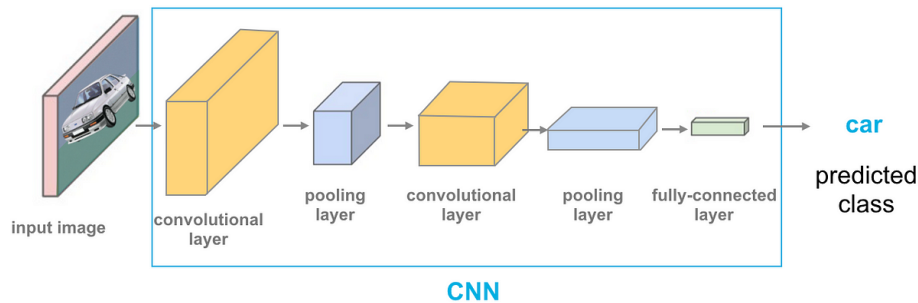 input image
convolutional
layer
pooling
layer
convolutional
layer
pooling
layer
fully-connected
layer
car
predicted
class
CNN